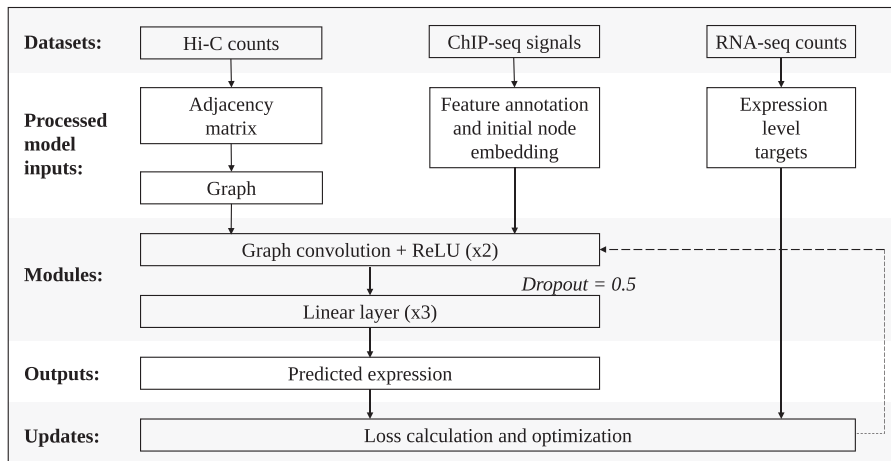 Datasets:
Hi-C counts
ChIP-seq signals
RNA-seq counts
Processed
model
inputs:
Adjacency
matrix
Feature annotation
and initial node
embedding
Expression
level
targets
Graph
Modules:
Graph convolution + ReLU (x2)
Dropout = 0.5
Linear layer (x3)
Outputs:
Predicted expression
Updates:
Loss calculation and optimization